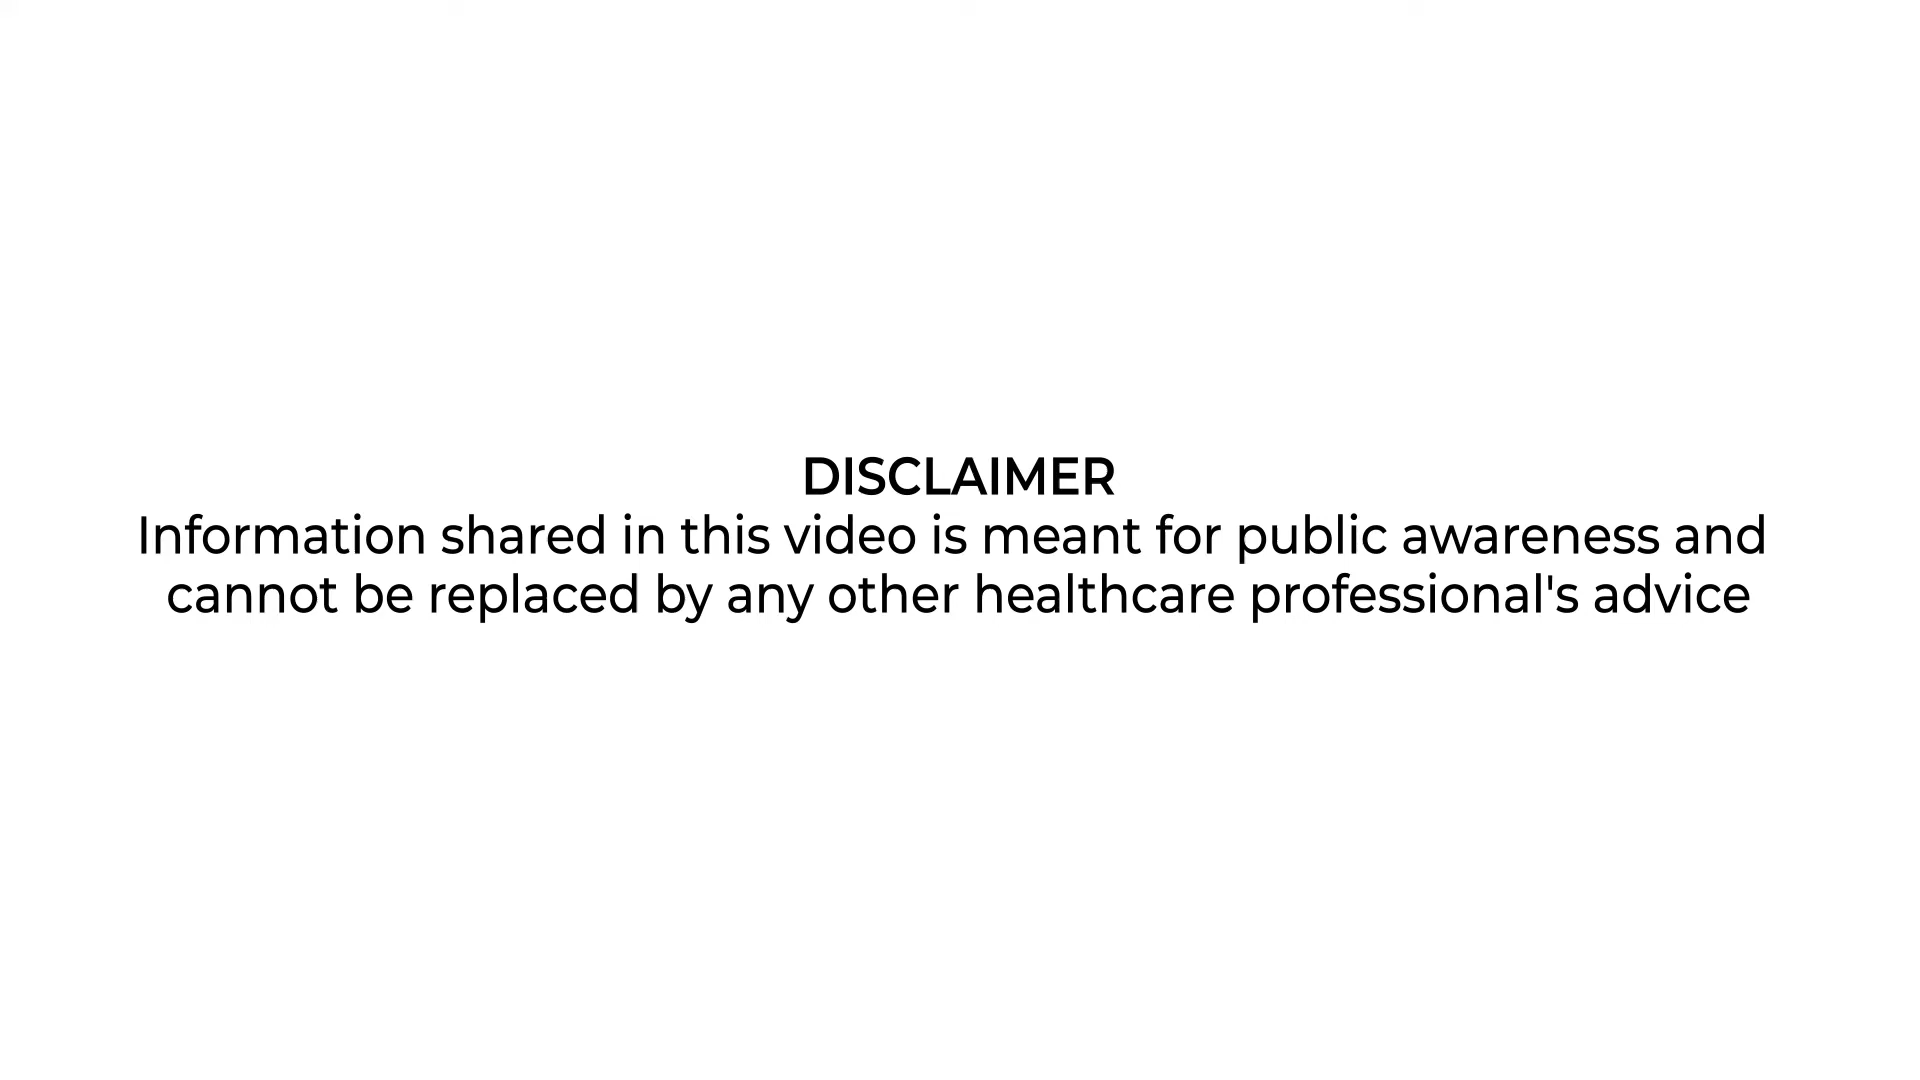 DISCLAIMER
Information shared in this video is meant for public awareness and
cannot be replaced by any other healthcare professional's advice